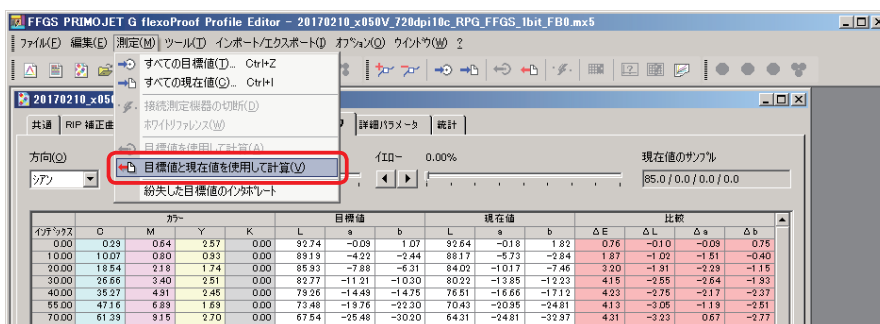 FFGS PRIMOJET G flexoProof Profile Editor - 20170210_x050V_720dpi10c_RPG_FFGS_1bit_FB0.mx5
ファイル(F) 編集(E) 測定(M) ツール(T) インポート/エクスポート(I) オプション(O) ウインドウ(W) ?
すべての目標値(T)... Ctrl+Z
すべての現在値(C)... Ctrl+I
接続測定機器の切断(D)
ホワイトリファレンス(W)
目標値を使用して計算(A)
目標値と現在値を使用して計算(V)
紛失した目標値のインタポレート
20170210_x05
共通 RIP 補正曲 詳細パラメータ 統計
方向(O) イエロー 0.00% 現在値のサンプル
シアン 85.0 / 0.0 / 0.0 / 0.0
カラー 目標値 現在値 比較
インデックス C M Y K L a b L a b ΔE ΔL Δa Δb
0.00 0.29 0.64 2.57 0.00 92.74 -0.09 1.07 92.64 -0.18 1.82 0.76 -0.10 -0.09 0.75
10.00 10.07 0.80 0.93 0.00 89.19 -4.22 -2.44 88.17 -5.73 -2.84 1.87 -1.02 -1.51 -0.40
20.00 18.54 2.18 1.74 0.00 85.93 -7.88 -6.31 84.02 -10.17 -7.46 3.20 -1.91 -2.29 -1.15
30.00 26.66 3.40 2.51 0.00 82.77 -11.21 -10.30 80.22 -13.85 -12.23 4.15 -2.55 -2.64 -1.93
40.00 35.27 4.91 2.45 0.00 79.26 -14.49 -14.75 76.51 -16.66 -17.12 4.23 -2.75 -2.17 -2.37
55.00 47.16 6.89 1.69 0.00 73.48 -19.76 -22.30 70.43 -20.95 -24.81 4.13 -3.05 -1.19 -2.51
70.00 61.39 9.15 2.70 0.00 67.54 -25.48 -30.20 64.31 -24.81 -32.97 4.31 -3.23 0.67 -2.77